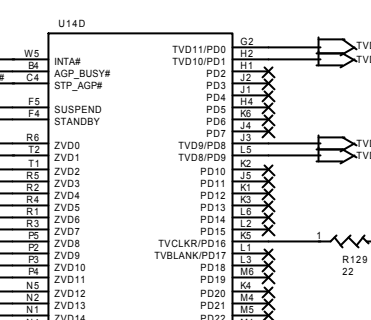 U14D
W5 INTA# TVD11/PD0 G2 TVD
B4 AGP_BUSY# TVD10/PD1 H2 TVD
# C4 STP_AGP# PD2 H1
PD3 J2
PD4 J1
F5 SUSPEND PD5 H4
F4 STANDBY PD6 K6
PD7 J4
R6 ZVD0 TVD9/PD8 J3 TVD
T2 ZVD1 TVD8/PD9 L5 TVD
T1 ZVD2 PD10 K2
R5 ZVD3 PD11 J5
R2 ZVD4 PD12 K1
R4 ZVD5 PD13 K3
R1 ZVD6 PD14 L6
R3 ZVD7 PD15 L2
P5 ZVD8 TVCLKR/PD16 K5 1
P2 ZVD9 TVBLANK/PD17 L1
P3 ZVD10 PD18 L3 R129
P4 ZVD11 PD19 M6 22
N5 ZVD12 PD20 K4
N2 ZVD13 PD21 M4
N1 ZVD14 PD22 M5